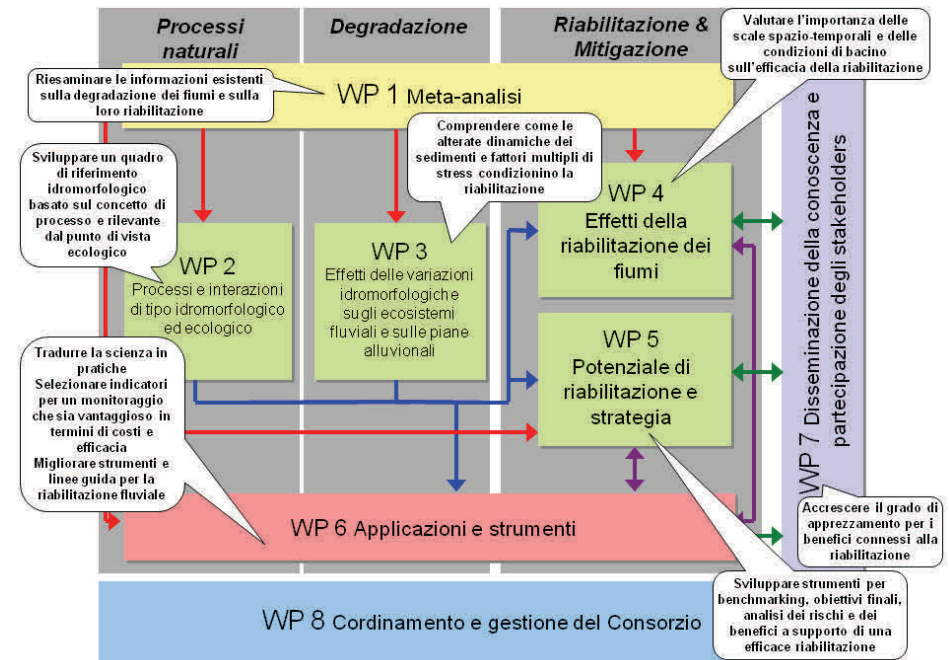 Processi
naturali
Degradazione
Riabilitazione &
Mitigazione
Valutare l'importanza delle
scale spazio-temporali e delle
condizioni di bacino
sull'efficacia della riabilitazione
Riesaminare le informazioni esistenti
sulla degradazione dei fiumi e sulla
loro riabilitazione
WP 1 Meta-analisi
Comprendere come le
alterate dinamiche dei
sedimenti e fattori multipli di
stress condizionino la
riabilitazione
Sviluppare un quadro
di riferimento
idromorfologico
basato sul concetto di
processo e rilevante
dal punto di vista
ecologico
WP 2
Processi e interazioni
di tipo idromorfologico
ed ecologico
WP 3
Effetti delle variazioni
idromorfologiche
sugli ecosistemi
fluviali e sulle piane
alluvionali
WP 4
Effetti della
riabilitazione dei
fiumi
WP 5
Potenziale di
riabilitazione e
strategia
WP 7 Disseminazione della conoscenza e
partecipazione degli stakeholders
Tradurre la scienza in
pratiche
Selezionare indicatori
per un monitoraggio
che sia vantaggioso in
termini di costi e
efficacia
Migliorare strumenti e
linee guida per la
riabilitazione fluviale
WP 6 Applicazioni e strumenti
Accrescere il grado di
apprezzamento per i
benefici connessi alla
riabilitazione
Sviluppare strumenti per
benchmarking, obiettivi finali,
analisi dei rischi e dei
benefici a supporto di una
efficace riabilitazione
WP 8 Cordinamento e gestione del Consorzio